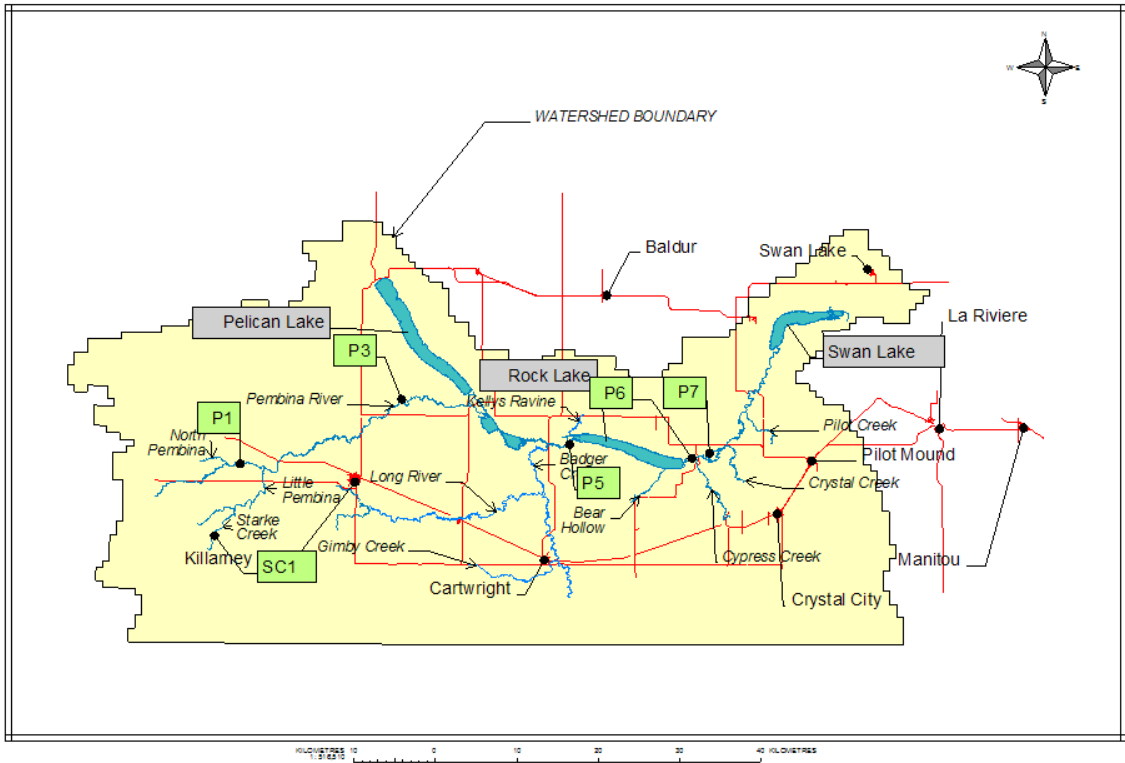 N
W
E
S
WATERSHED BOUNDARY
Baldur
Swan Lake
La Riviere
Pelican Lake
P3
Swan Lake
Rock Lake
P6
P7
Pembina River
Kellys Ravine
P1
North
Pembina
Pilot Creek
Pilot Mound
Long River
Badger
P5
Little
Pembina
Crystal Creek
Bear
Hollow
Starke
Creek
Killarney
SC1
Gimby Creek
Cypress Creek
Manitou
Cartwright
Crystal City
KILOMETRES 10 0 10 20 30 40 KILOMETRES